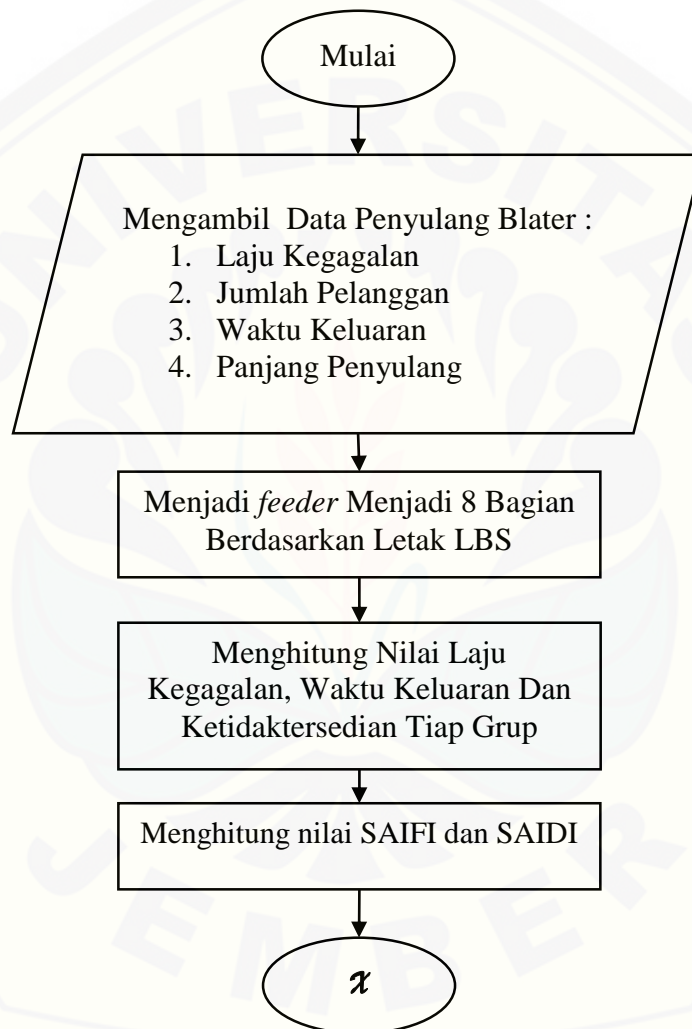 Mulai
Mengambil Data Penyulang Blater :
1. Laju Kegagalan
2. Jumlah Pelanggan
3. Waktu Keluaran
4. Panjang Penyulang
Menjadi feeder Menjadi 8 Bagian
Berdasarkan Letak LBS
Menghitung Nilai Laju
Kegagalan, Waktu Keluaran Dan
Ketidaktersedian Tiap Grup
Menghitung nilai SAIFI dan SAIDI
x
UNIVERSITAS
JEMBER